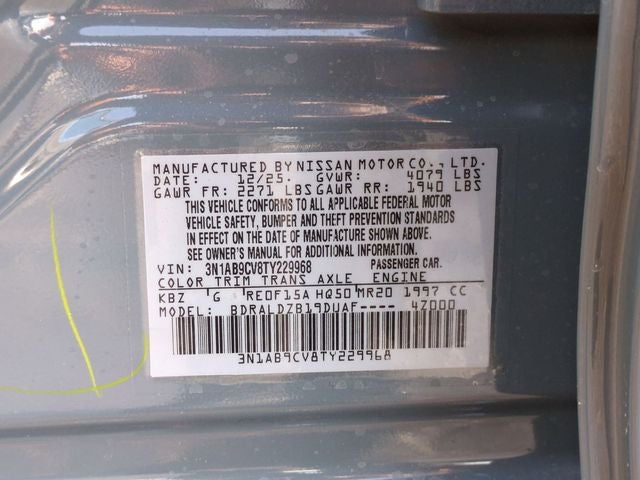 MANUFACTURED BY NISSAN MOTOR CO., LTD.
DATE: 12/25. GVWR: 4079 LBS
GAWR FR: 2271 LBS GAWR RR: 1940 LBS
THIS VEHICLE CONFORMS TO ALL APPLICABLE FEDERAL MOTOR
VEHICLE SAFETY, BUMPER AND THEFT PREVENTION STANDARDS
IN EFFECT ON THE DATE OF MANUFACTURE SHOWN ABOVE.
SEE OWNER'S MANUAL FOR ADDITIONAL INFORMATION.
VIN: 3N1AB9CV8TY229968 PASSENGER CAR.
COLOR TRIM TRANS AXLE ENGINE
KBZ G RE0F15A HQ50 MR20 1997 CC
MODEL: BDRALDZB19DUAF---- 47000
3N1AB9CV8TY229968